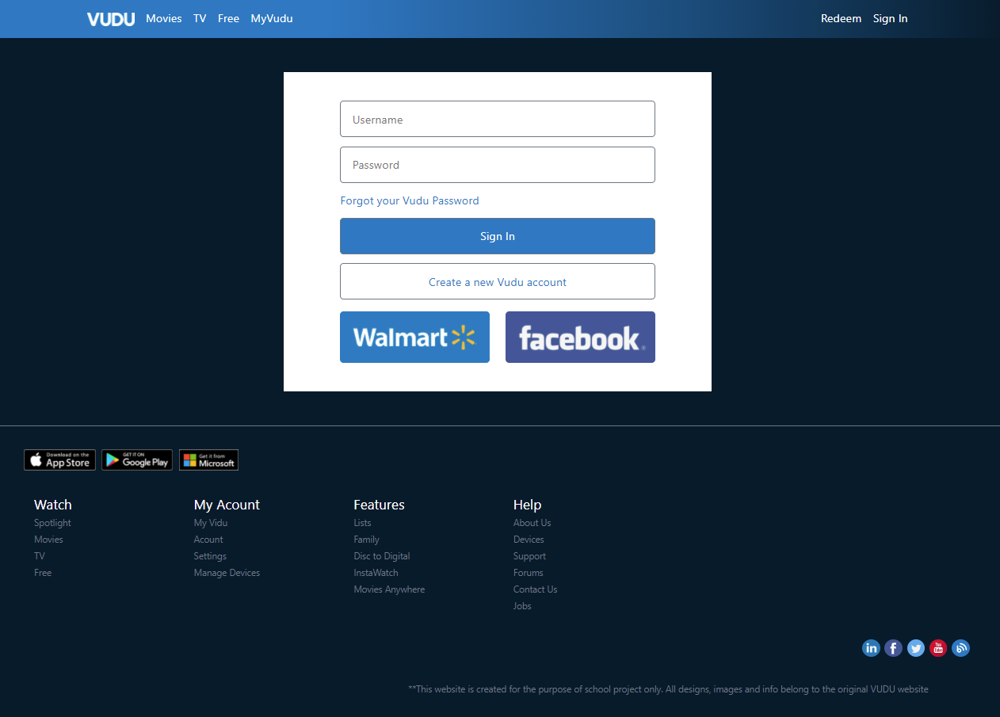 VUDU Movies TV Free MyVudu Redeem Sign In
Username
Password
Forgot your Vudu Password
Sign In
Create a new Vudu account
Walmart facebook
Download on the App Store GET IT ON Google Play Get it from Microsoft
Watch
Spotlight
Movies
TV
Free
My Acount
My Vidu
Acount
Settings
Manage Devices
Features
Lists
Family
Disc to Digital
InstaWatch
Movies Anywhere
Help
About Us
Devices
Support
Forums
Contact Us
Jobs
in f You Tube
**This website is created for the purpose of school project only. All designs, images and info belong to the original VUDU website